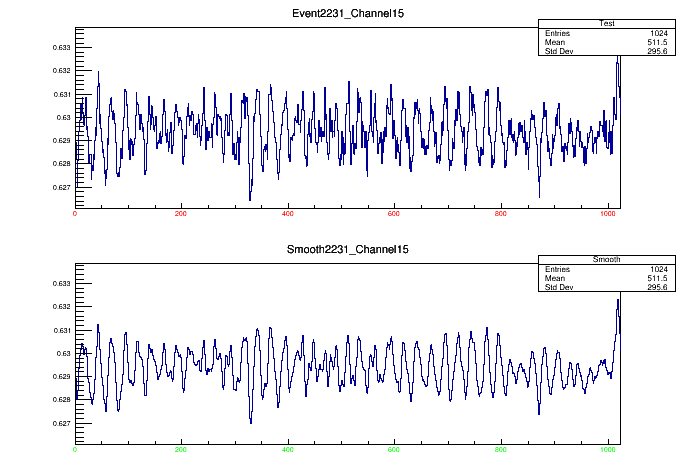 Event2231_Channel15
Test
Entries 1024
Mean 511.5
Std Dev 295.6
0.633
0.632
0.631
0.63
0.629
0.628
0.627
0 200 400 600 800 1000
Smooth2231_Channel15
Smooth
Entries 1024
Mean 511.5
Std Dev 295.6
0.633
0.632
0.631
0.63
0.629
0.628
0.627
0 200 400 600 800 1000